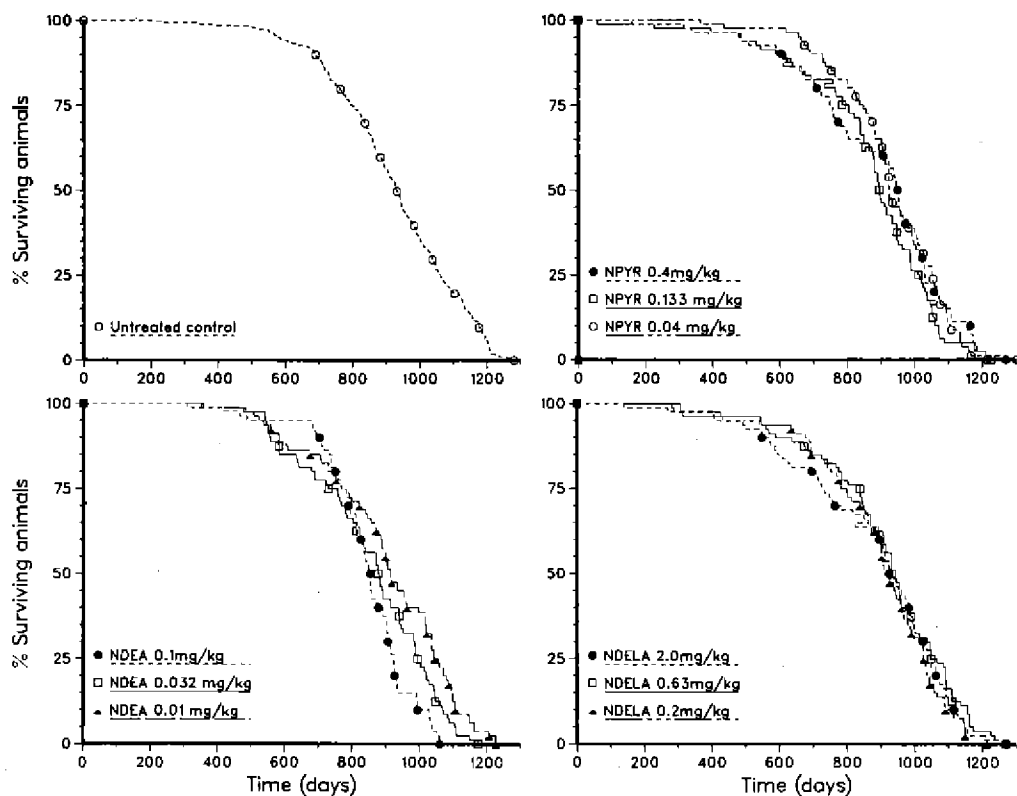 % Surviving animals
100
75
50
25
0
Untreated control
0 200 400 600 800 1000 1200
100
75
50
25
0
NPYR 0.4mg/kg
NPYR 0.133 mg/kg
NPYR 0.04 mg/kg
0 200 400 600 800 1000 1200
% Surviving animals
100
75
50
25
0
NDEA 0.1mg/kg
NDEA 0.032 mg/kg
NDEA 0.01 mg/kg
0 200 400 600 800 1000 1200
Time (days)
100
75
50
25
0
NDELA 2.0mg/kg
NDELA 0.63mg/kg
NDELA 0.2mg/kg
0 200 400 600 800 1000 1200
Time (days)